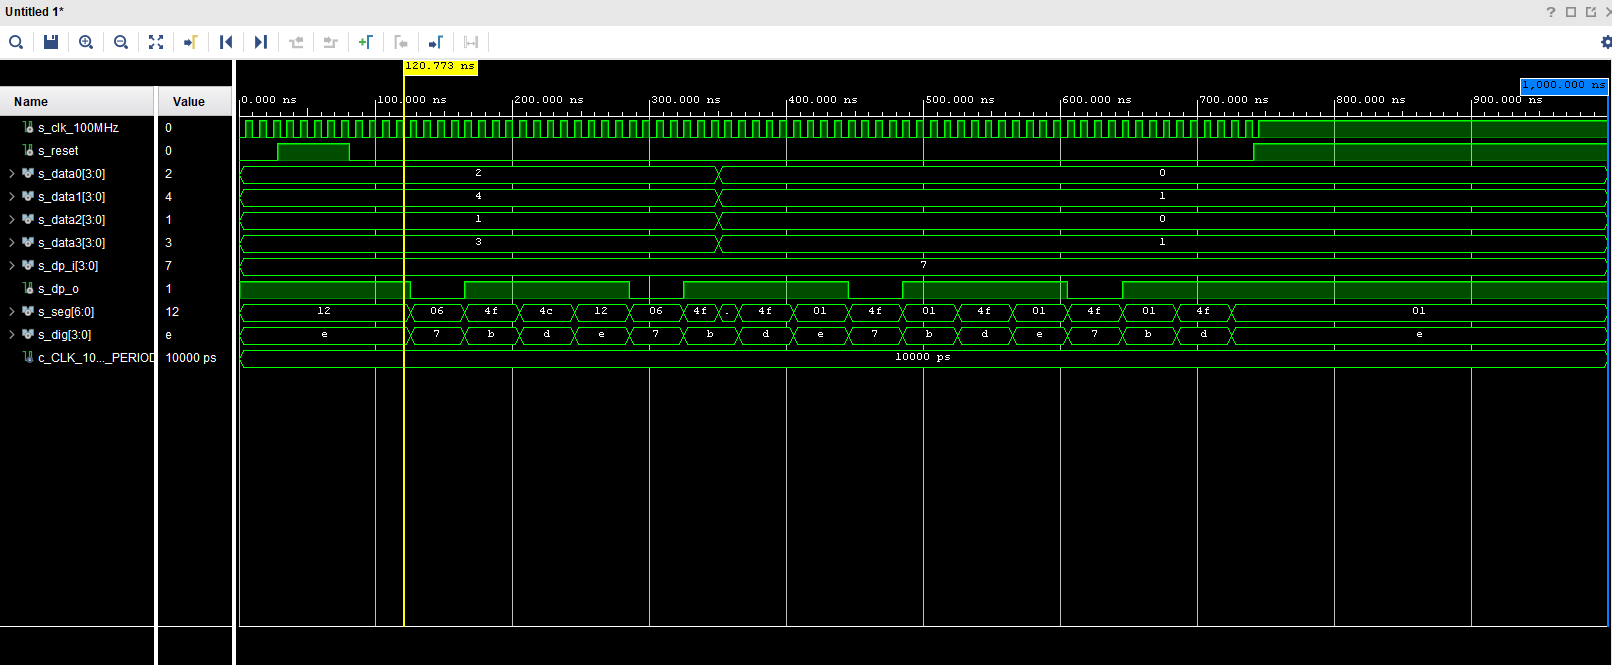 Untitled 1*
120.773 ns
1,000.000 ns
Name Value
0.000 ns 100.000 ns 200.000 ns 300.000 ns 400.000 ns 500.000 ns 600.000 ns 700.000 ns 800.000 ns 900.000 ns
s_clk_100MHz 0
s_reset 0
s_data0[3:0] 2 2 0
s_data1[3:0] 4 4 1
s_data2[3:0] 1 1 0
s_data3[3:0] 3 3 1
s_dp_i[3:0] 7 7
s_dp_o 1
s_seg[6:0] 12 12 06 4f 4c 12 06 4f . 4f 01 4f 01 4f 01 4f 01 4f 01
s_dig[3:0] e e 7 b d e 7 b d e 7 b d e 7 b d e
c_CLK_10..._PERIOD 10000 ps 10000 ps